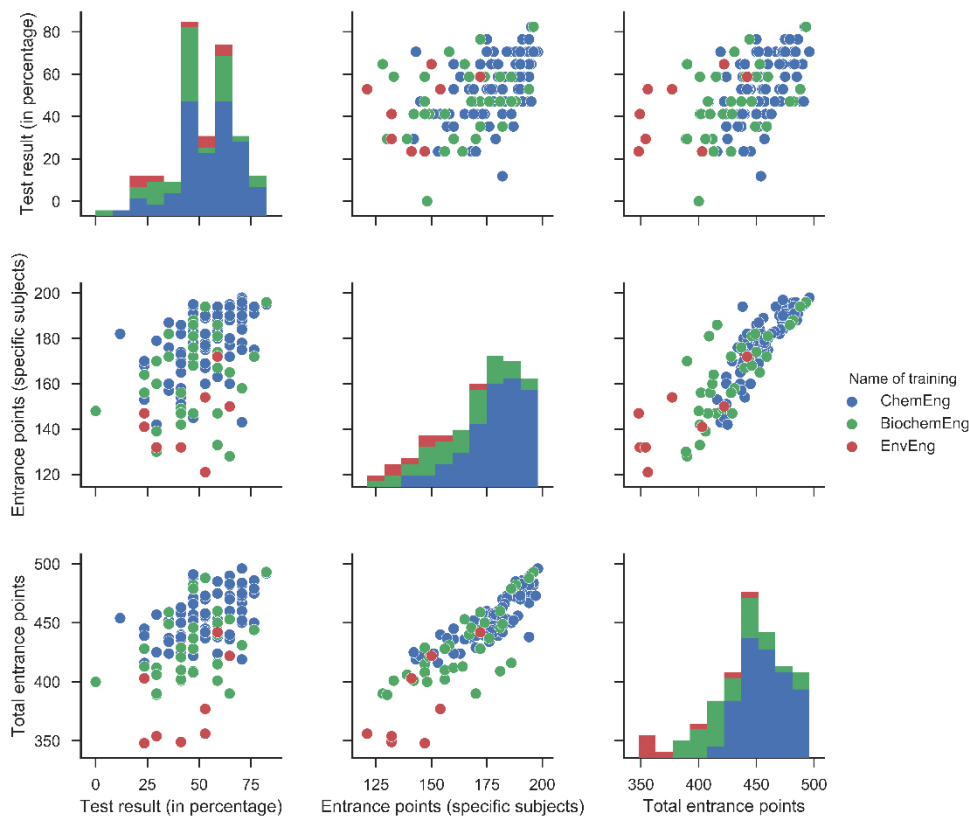 Test result (in percentage)
80
60
40
20
0
Entrance points (specific subjects)
200
180
160
140
120
Name of training
ChemEng
BiochemEng
EnvEng
Total entrance points
500
450
400
350
0 25 50 75 125 150 175 200 350 400 450 500
Test result (in percentage) Entrance points (specific subjects) Total entrance points